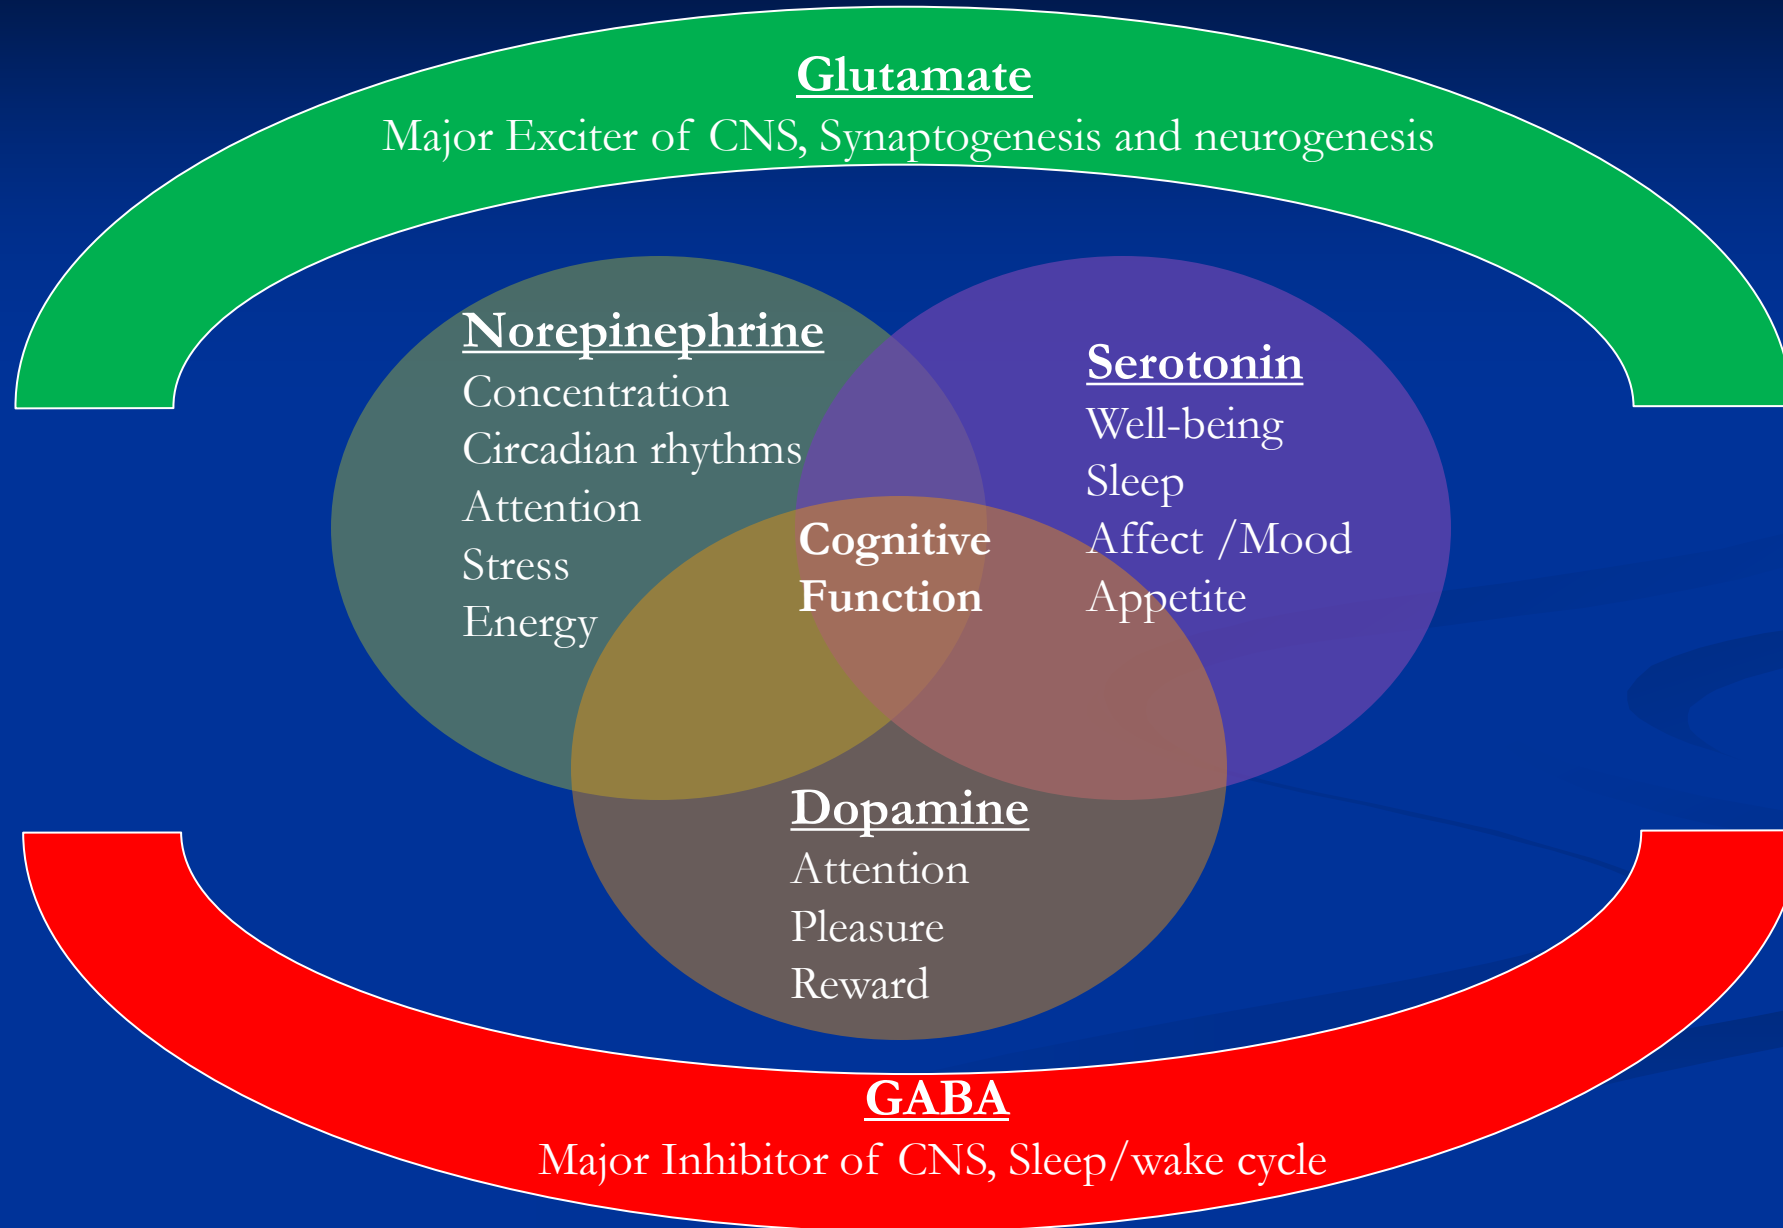 Glutamate
Major Exciter of CNS, Synaptogenesis and neurogenesis
Norepinephrine
Concentration
Circadian rhythms
Attention
Stress
Energy
Serotonin
Well-being
Sleep
Affect /Mood
Appetite
Cognitive
Function
Dopamine
Attention
Pleasure
Reward
GABA
Major Inhibitor of CNS, Sleep/wake cycle